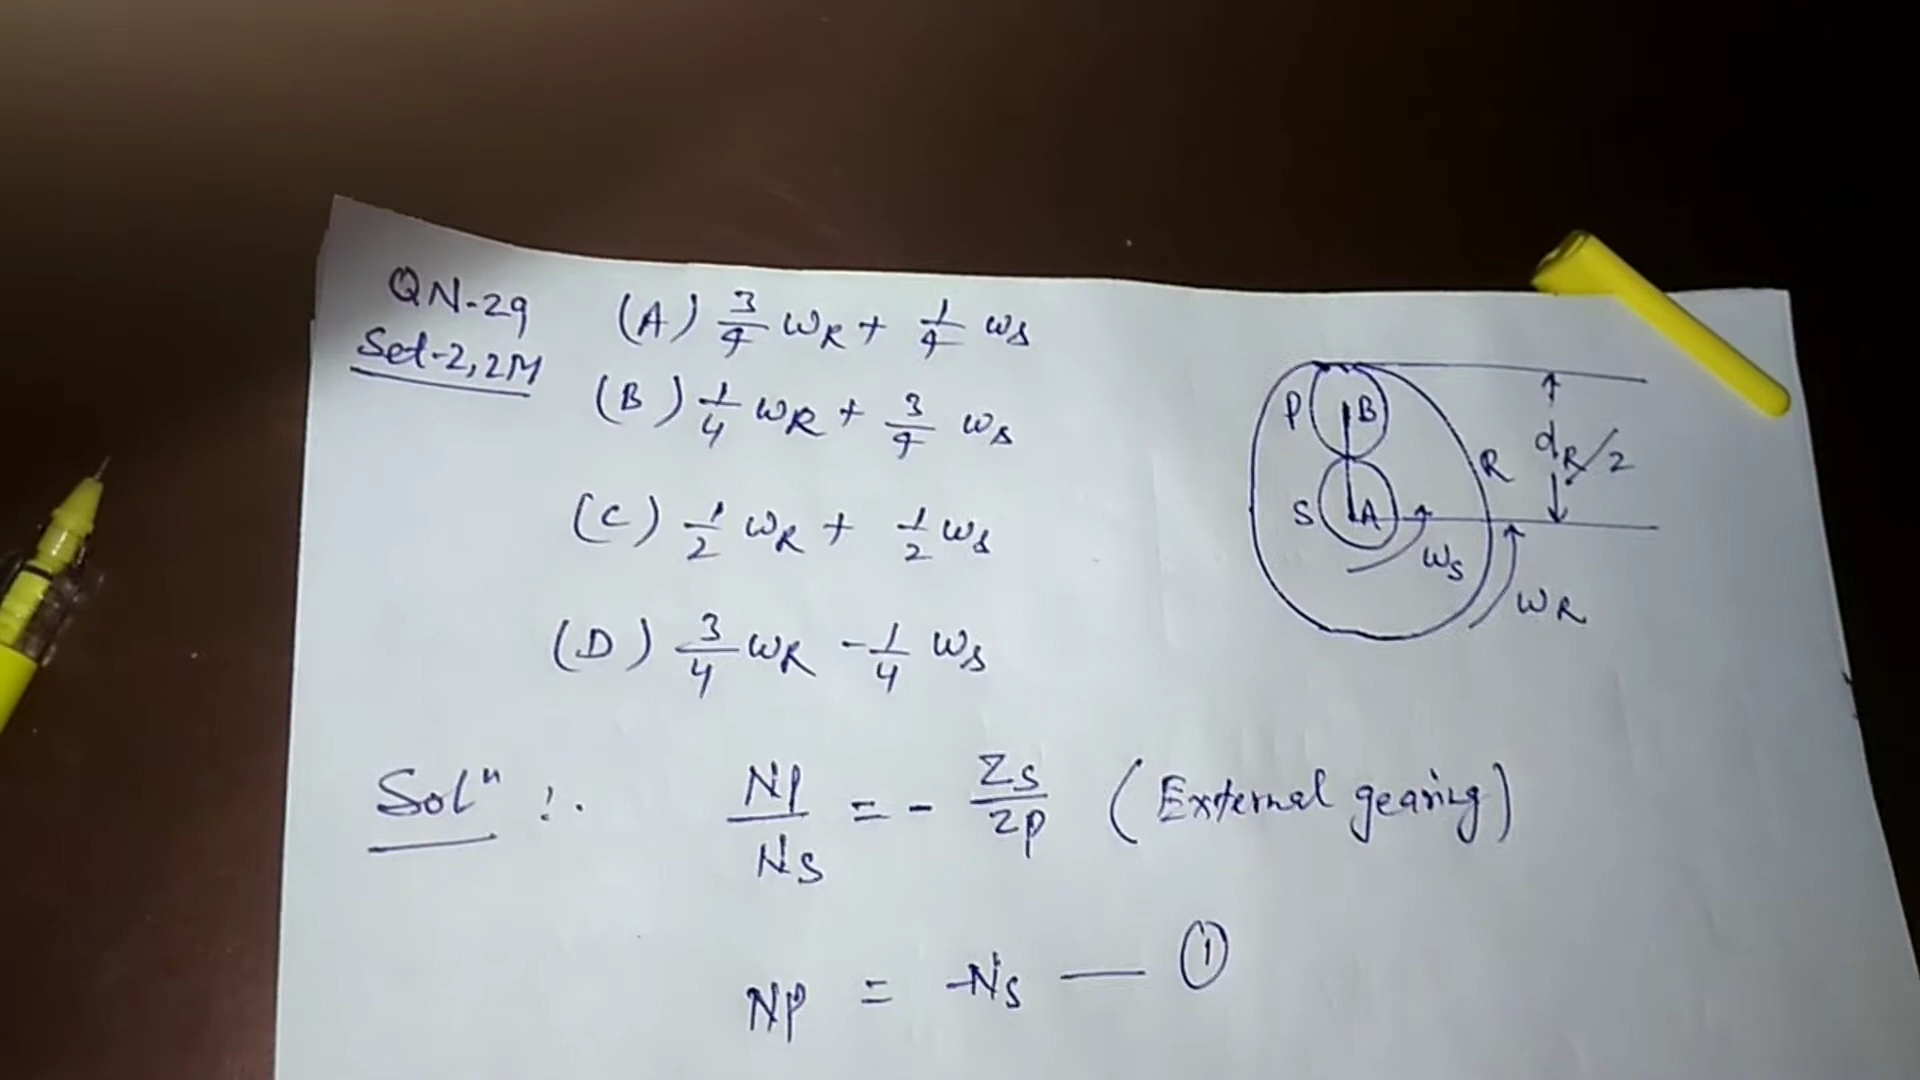 QN-29
Set-2, 2M
(A) 3/4 ωR + 1/4 ωs
(B) 1/4 ωR + 3/4 ωs
(C) 1/2 ωR + 1/2 ωs
(D) 3/4 ωR - 1/4 ωs
P B
R
dR/2
S A
ωs
ωR
Solⁿ :. NP/NS = - ZS/ZP (External gearing)
NP = -NS — ①